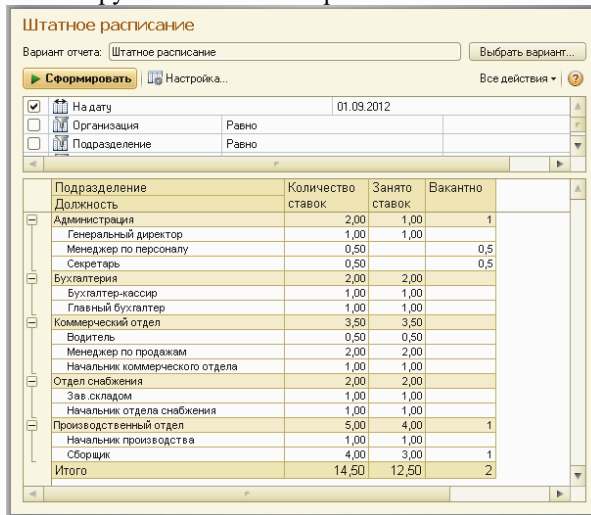 Штатное расписание
Вариант отчета: Штатное расписание Выбрать вариант...
Сформировать Настройка... Все действия
На дату 01.09.2012
Организация Равно
Подразделение Равно
Подразделение Количество ставок Занято ставок Вакантно
Должность
Администрация 2,00 1,00 1
Генеральный директор 1,00 1,00
Менеджер по персоналу 0,50 0,5
Секретарь 0,50 0,5
Бухгалтерия 2,00 2,00
Бухгалтер-кассир 1,00 1,00
Главный бухгалтер 1,00 1,00
Коммерческий отдел 3,50 3,50
Водитель 0,50 0,50
Менеджер по продажам 2,00 2,00
Начальник коммерческого отдела 1,00 1,00
Отдел снабжения 2,00 2,00
Зав.складом 1,00 1,00
Начальник отдела снабжения 1,00 1,00
Производственный отдел 5,00 4,00 1
Начальник производства 1,00 1,00
Сборщик 4,00 3,00 1
Итого 14,50 12,50 2